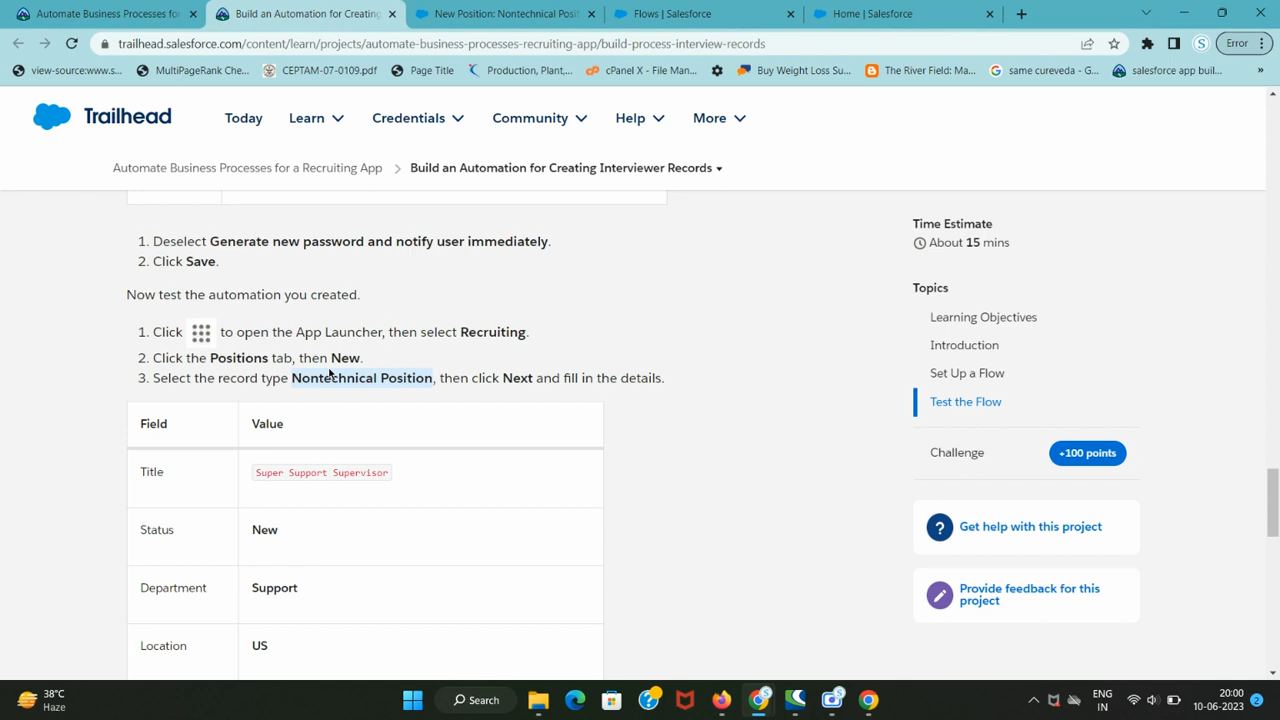 Automate Business Processes for
Build an Automation for Creating
New Position: Nontechnical Posit
Flows | Salesforce
Home | Salesforce
trailhead.salesforce.com/content/learn/projects/automate-business-processes-recruiting-app/build-process-interview-records
Error
view-source:www.s...
MultiPageRank Che...
CEPTAM-07-0109.pdf
Page Title
Production, Plant,...
cPanel X - File Man...
Buy Weight Loss Su...
The River Field: Ma...
same cureveda - G...
salesforce app buil...
Trailhead
Today
Learn
Credentials
Community
Help
More
Automate Business Processes for a Recruiting App
Build an Automation for Creating Interviewer Records
1. Deselect Generate new password and notify user immediately.
2. Click Save.
Now test the automation you created.
1. Click to open the App Launcher, then select Recruiting.
2. Click the Positions tab, then New.
3. Select the record type Nontechnical Position, then click Next and fill in the details.
Field Value
Title Super Support Supervisor
Status New
Department Support
Location US
Time Estimate
About 15 mins
Topics
Learning Objectives
Introduction
Set Up a Flow
Test the Flow
Challenge +100 points
Get help with this project
Provide feedback for this
project
38°C
Haze
Search
ENG
IN
20:00
10-06-2023
2